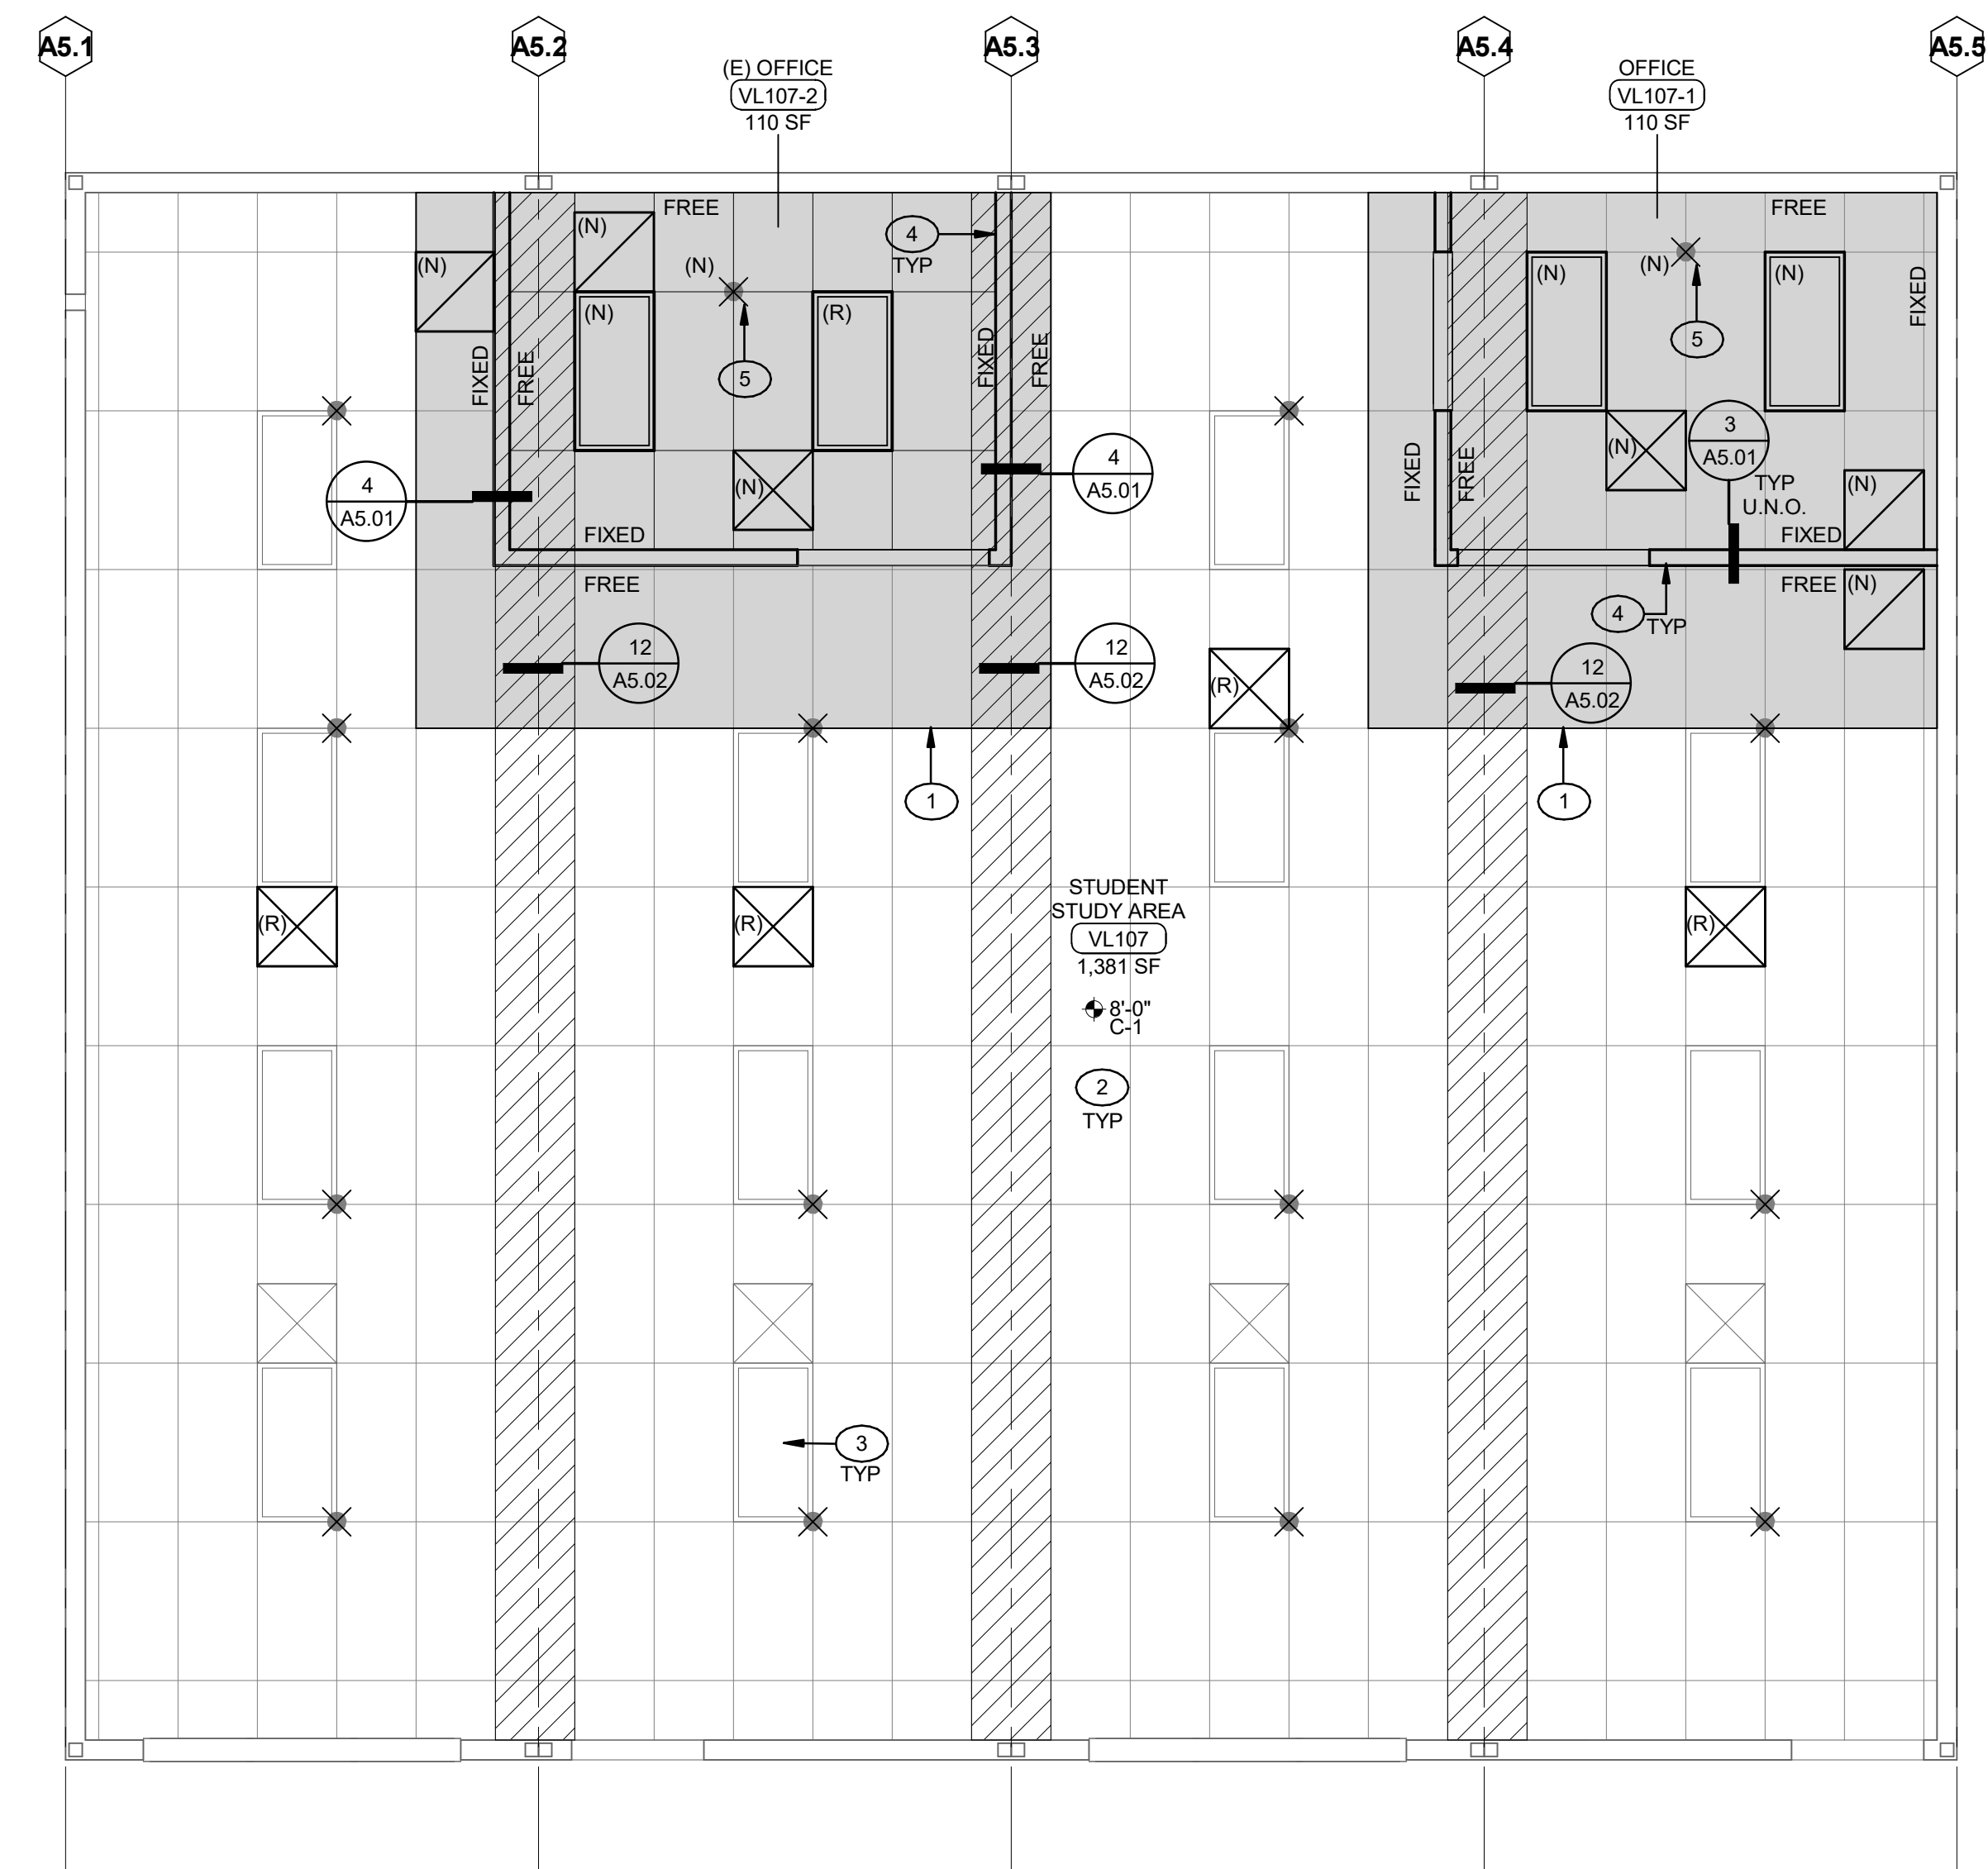 A5.1
A5.2
A5.3
A5.4
A5.5
(E) OFFICE
VL107-2
110 SF
OFFICE
VL107-1
110 SF
FREE
FREE
(N)
(N)
(N)
4
TYP
(N)
(N)
(N)
FIXED
(N)
(R)
5
5
FIXED
FREE
FIXED
FREE
3
A5.01
TYP
U.N.O.
4
A5.01
4
A5.01
(N)
FIXED
FREE
(N)
(N)
FIXED
FIXED
FREE
FREE
(N)
4
TYP
12
A5.02
12
A5.02
12
A5.02
(R)
1
1
STUDENT
STUDY AREA
VL107
1,381 SF
(R)
(R)
(R)
8'-0"
C-1
2
TYP
3
TYP